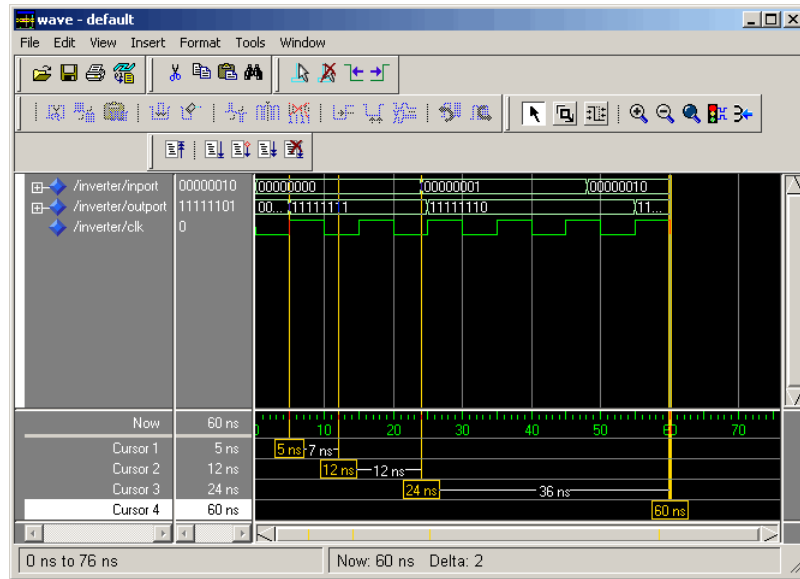 wave - default
File Edit View Insert Format Tools Window
/inverter/inport 00000010 00000000 00000001 00000010
/inverter/outport 11111101 00... 11111111 11111110 11...
/inverter/clk 0
Now 60 ns 0 10 20 30 40 50 60 70
Cursor 1 5 ns 5 ns 7 ns
Cursor 2 12 ns 12 ns 12 ns
Cursor 3 24 ns 24 ns 36 ns
Cursor 4 60 ns 60 ns
0 ns to 76 ns Now: 60 ns Delta: 2